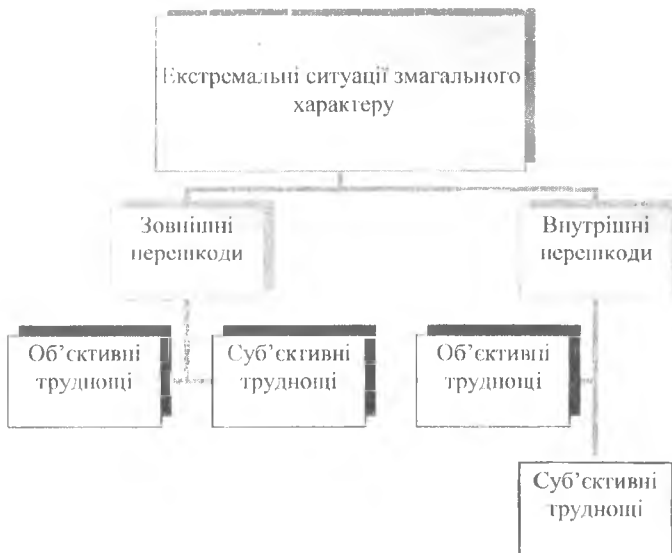 Екстремальні ситуації змагального
характеру
Зовнішні
перешкоди
Внутрішні
перешкоди
Об’єктивні
труднощі
Суб’єктивні
труднощі
Об’єктивні
труднощі
Суб’єктивні
труднощі